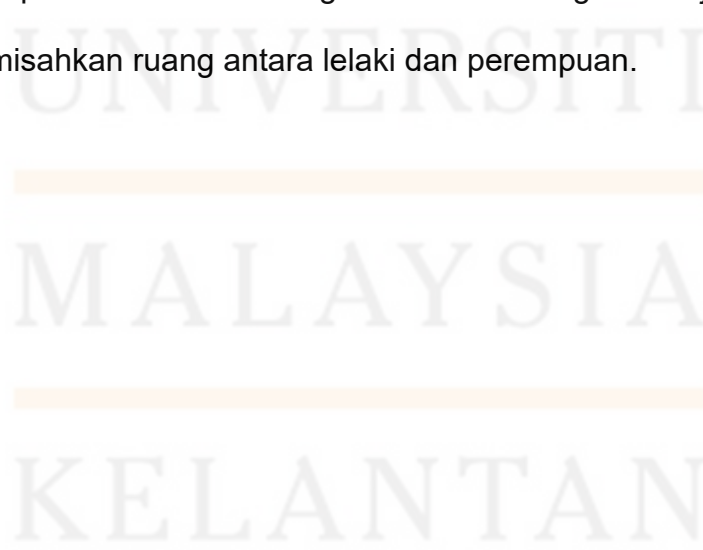 misahkan ruang antara lelaki dan perempuan.
UNIVERSITI
MALAYSIA
KELANTAN